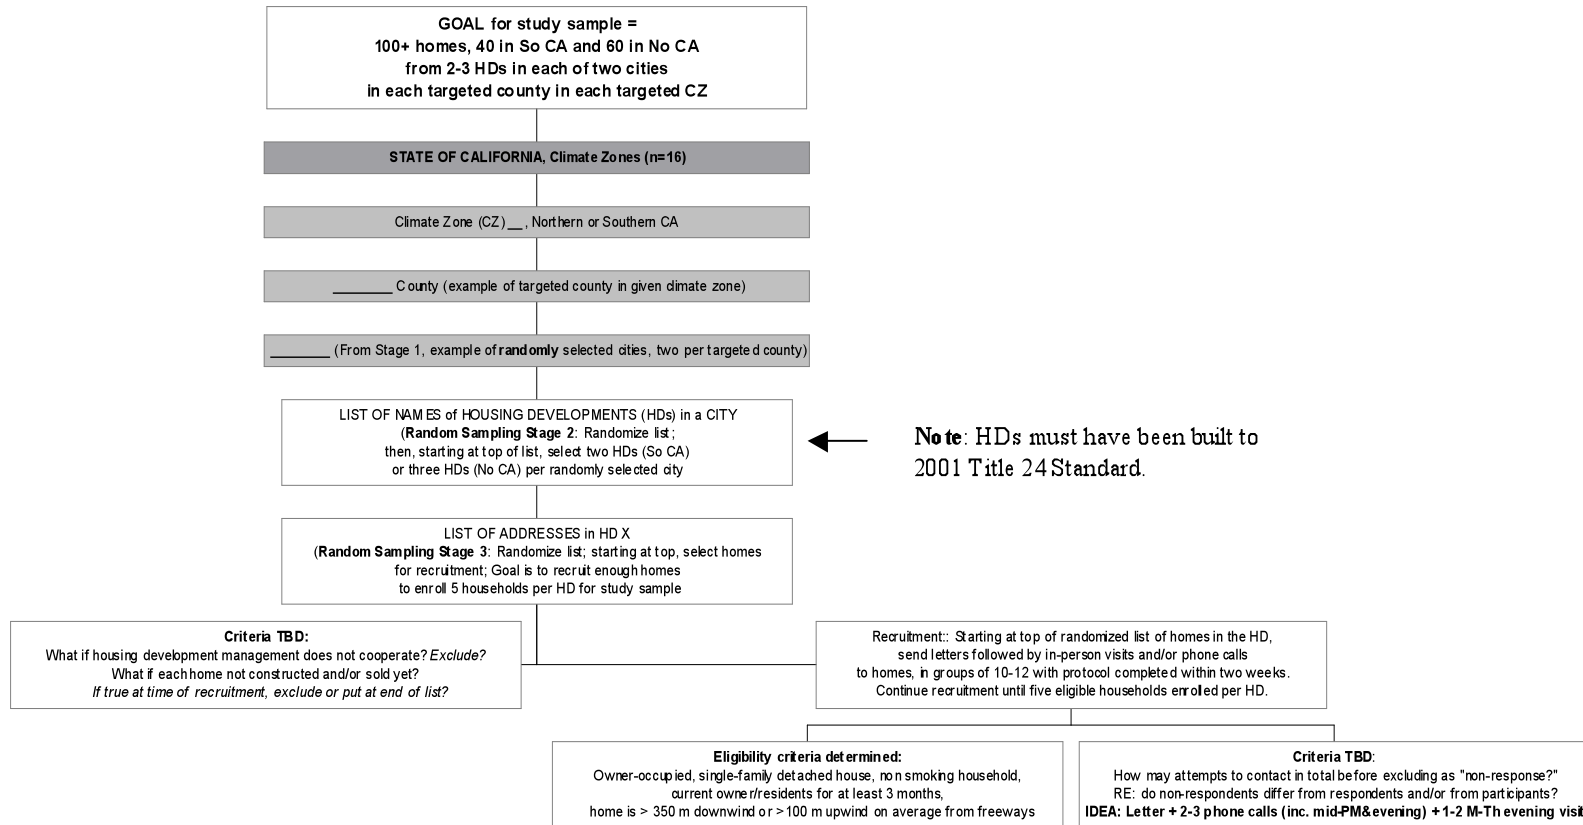 GOAL for study sample =
100+ homes, 40 in So CA and 60 in No CA
from 2-3 HDs in each of two cities
in each targeted county in each targeted CZ
STATE OF CALIFORNIA, Climate Zones (n=16)
Climate Zone (CZ) __ , Northern or Southern CA
________ County (example of targeted county in given climate zone)
________ (From Stage 1, example of randomly selected cities, two per targeted county)
LIST OF NAMES of HOUSING DEVELOPMENTS (HDs) in a CITY
(Random Sampling Stage 2: Randomize list;
then, starting at top of list, select two HDs (So CA)
or three HDs (No CA) per randomly selected city
Note: HDs must have been built to
2001 Title 24 Standard.
LIST OF ADDRESSES in HD X
(Random Sampling Stage 3: Randomize list; starting at top, select homes
for recruitment; Goal is to recruit enough homes
to enroll 5 households per HD for study sample
Criteria TBD:
What if housing development management does not cooperate? Exclude?
What if each home not constructed and/or sold yet?
If true at time of recruitment, exclude or put at end of list?
Recruitment:: Starting at top of randomized list of homes in the HD,
send letters followed by in-person visits and/or phone calls
to homes, in groups of 10-12 with protocol completed within two weeks.
Continue recruitment until five eligible households enrolled per HD.
Eligibility criteria determined:
Owner-occupied, single-family detached house, non smoking household,
current owner/residents for at least 3 months,
home is > 350 m downwind or >100 m upwind on average from freeways
Criteria TBD:
How may attempts to contact in total before excluding as "non-response?"
RE: do non-respondents differ from respondents and/or from participants?
IDEA: Letter + 2-3 phone calls (inc. mid-PM&evening) + 1-2 M-Th evening visit